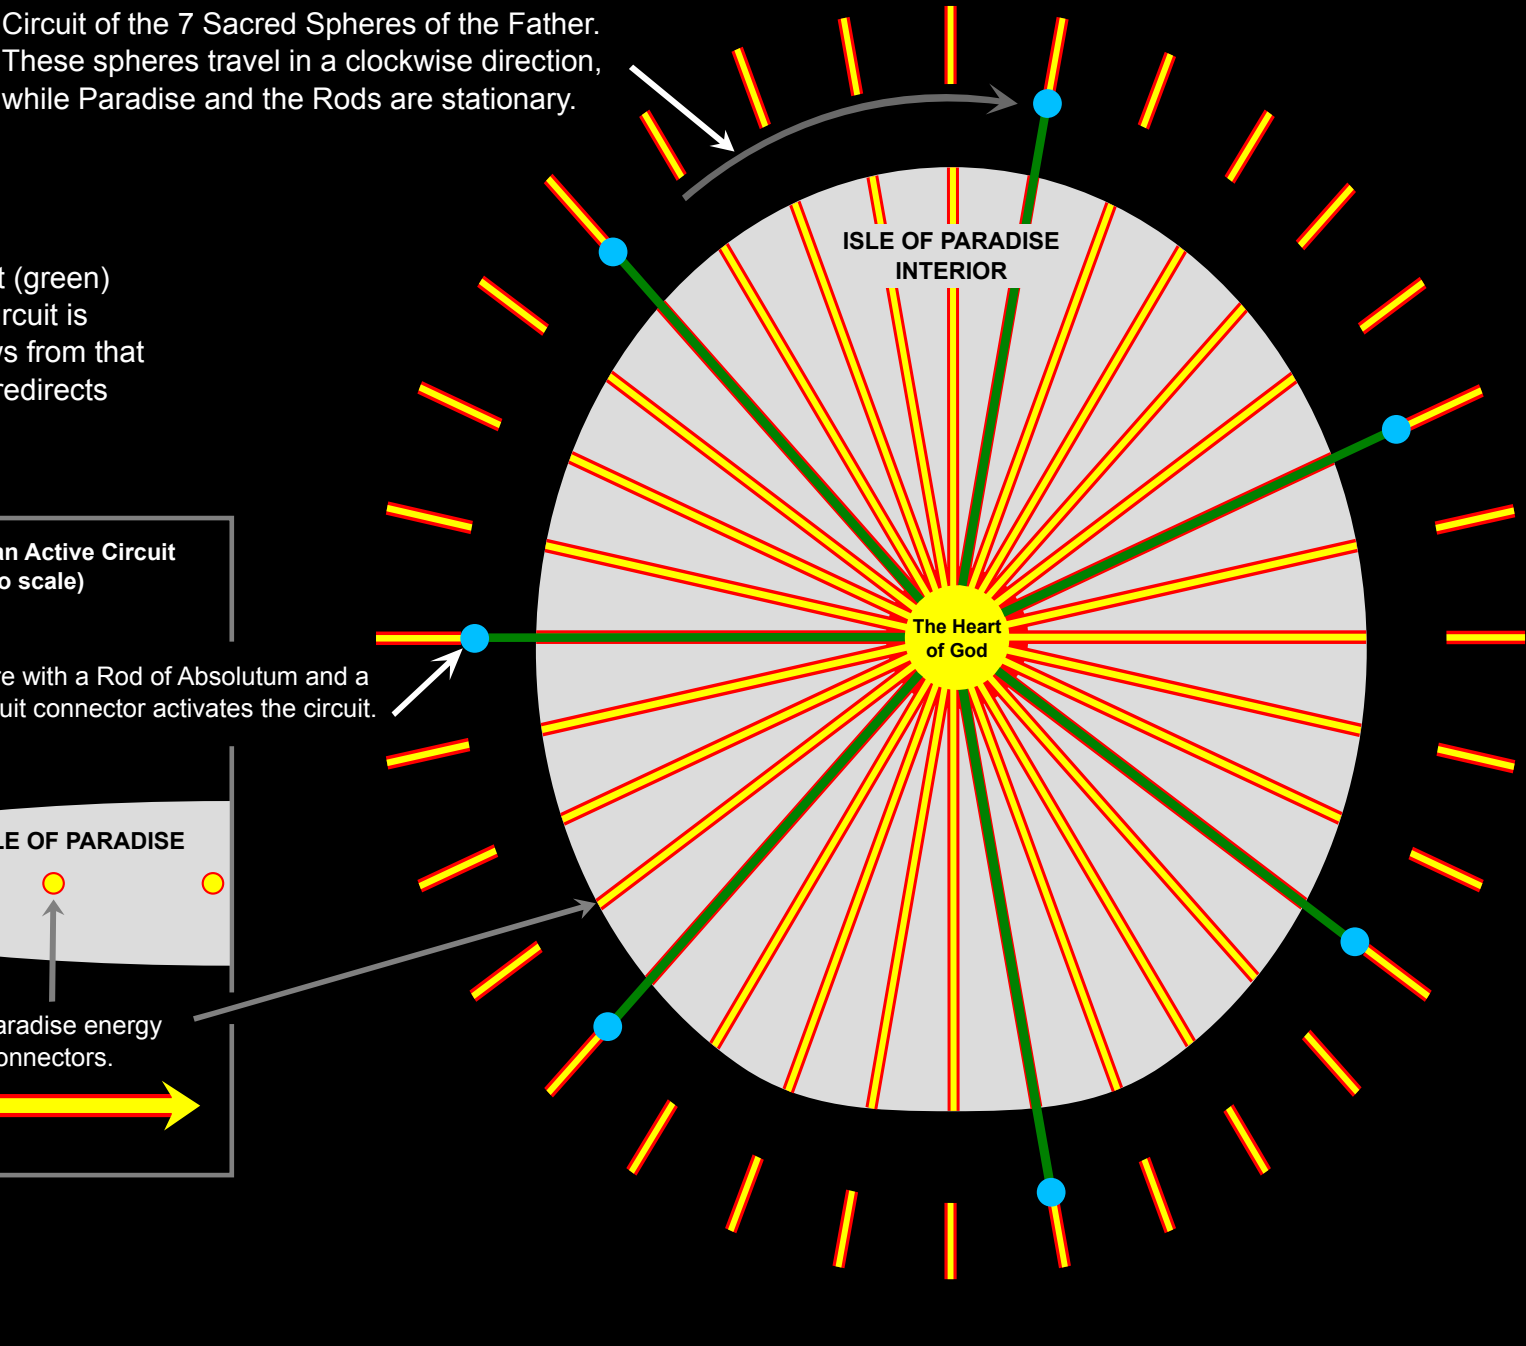 Circuit of the 7 Sacred Spheres of the Father.
These spheres travel in a clockwise direction,
while Paradise and the Rods are stationary.
t (green)
rcuit is
s from that
redirects
ISLE OF PARADISE
INTERIOR
The Heart
of God
an Active Circuit
o scale)
re with a Rod of Absolutum and a
uit connector activates the circuit.
LE OF PARADISE
aradise energy
onnectors.